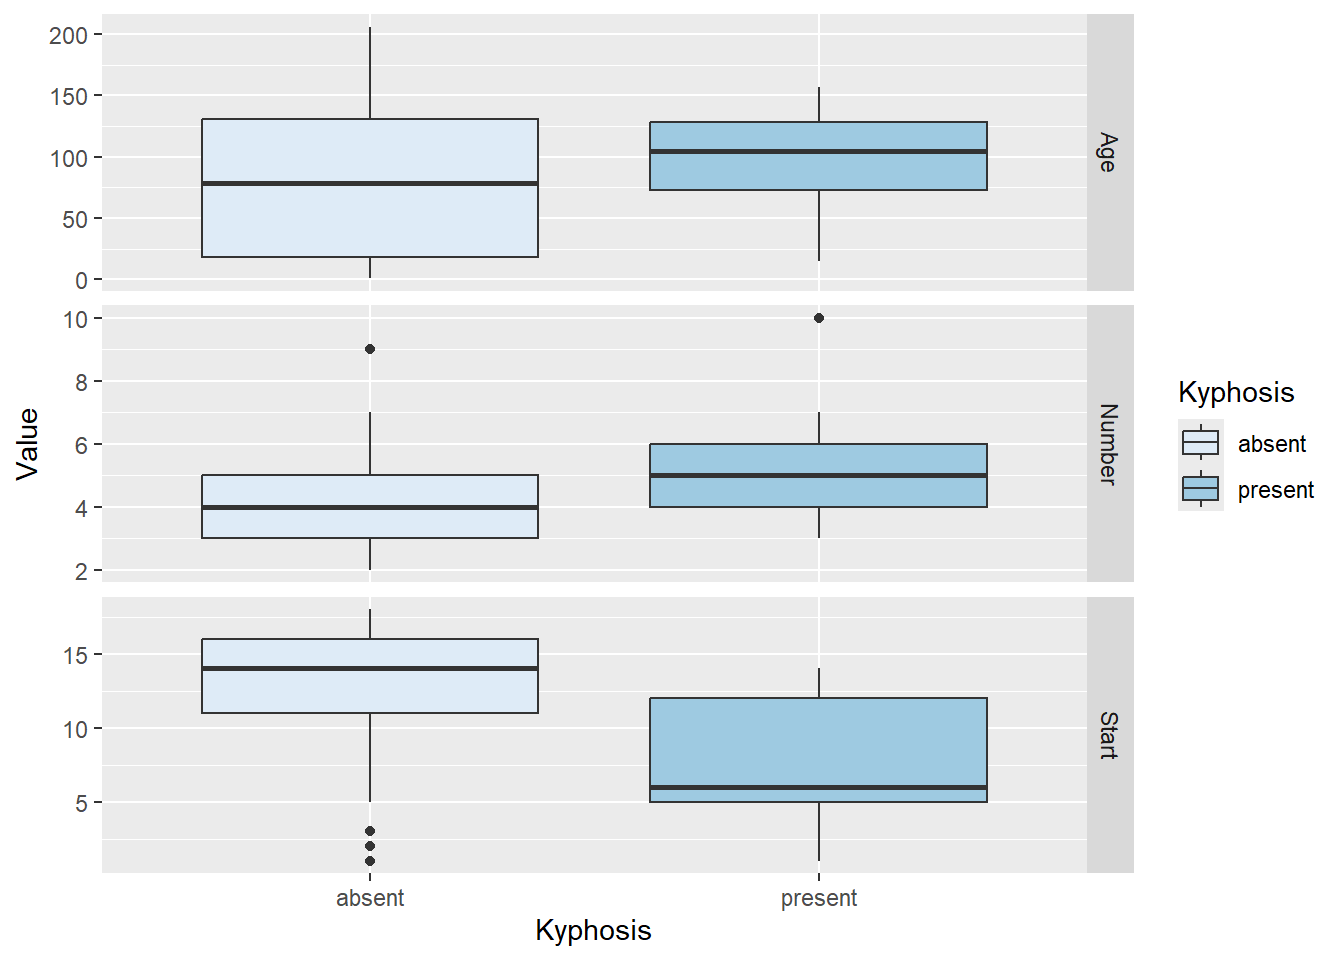 200
150
100
50
0
Age
10
8
6
4
2
Number
Value
15
10
5
Start
absent
present
Kyphosis
Kyphosis
absent
present